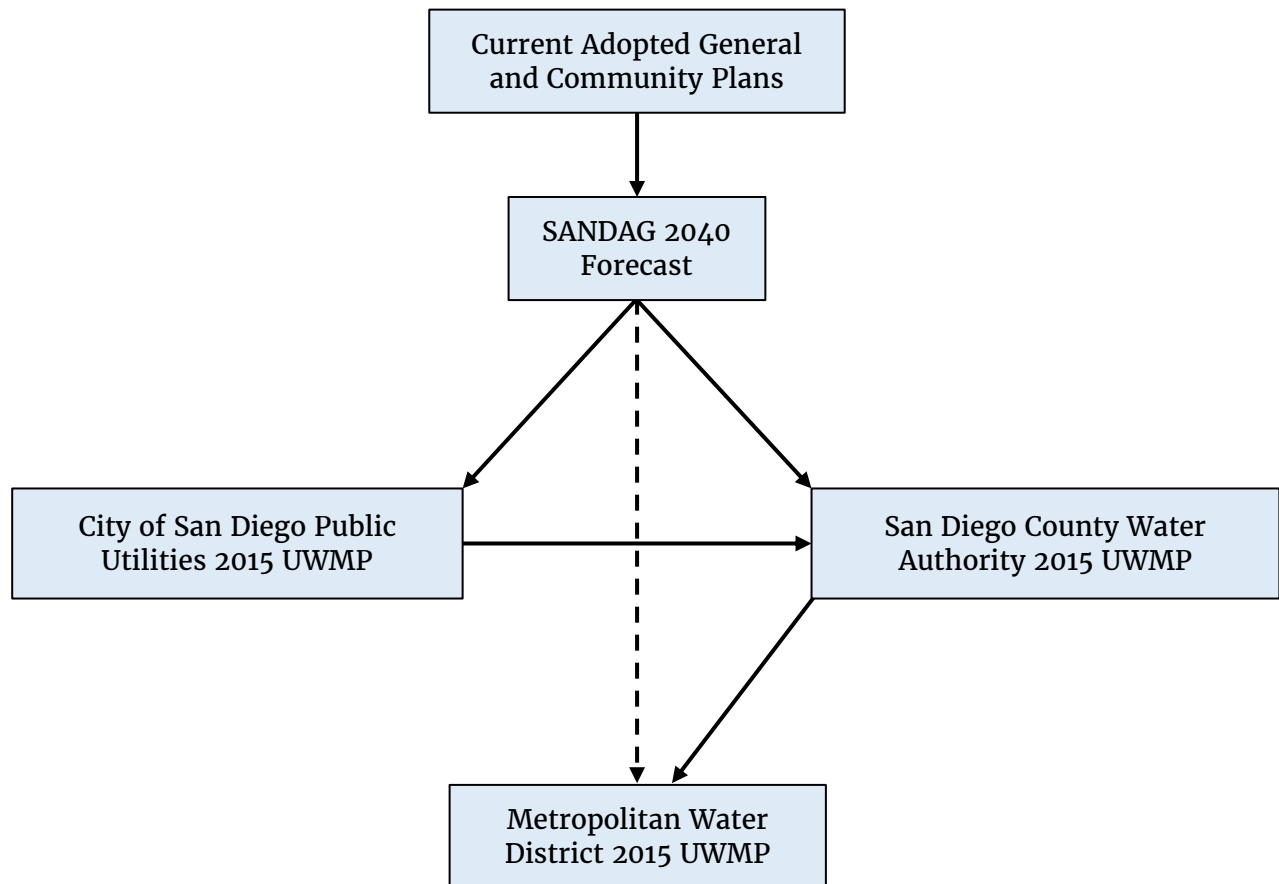 Current Adopted General
and Community Plans
SANDAG 2040
Forecast
City of San Diego Public
Utilities 2015 UWMP
San Diego County Water
Authority 2015 UWMP
Metropolitan Water
District 2015 UWMP